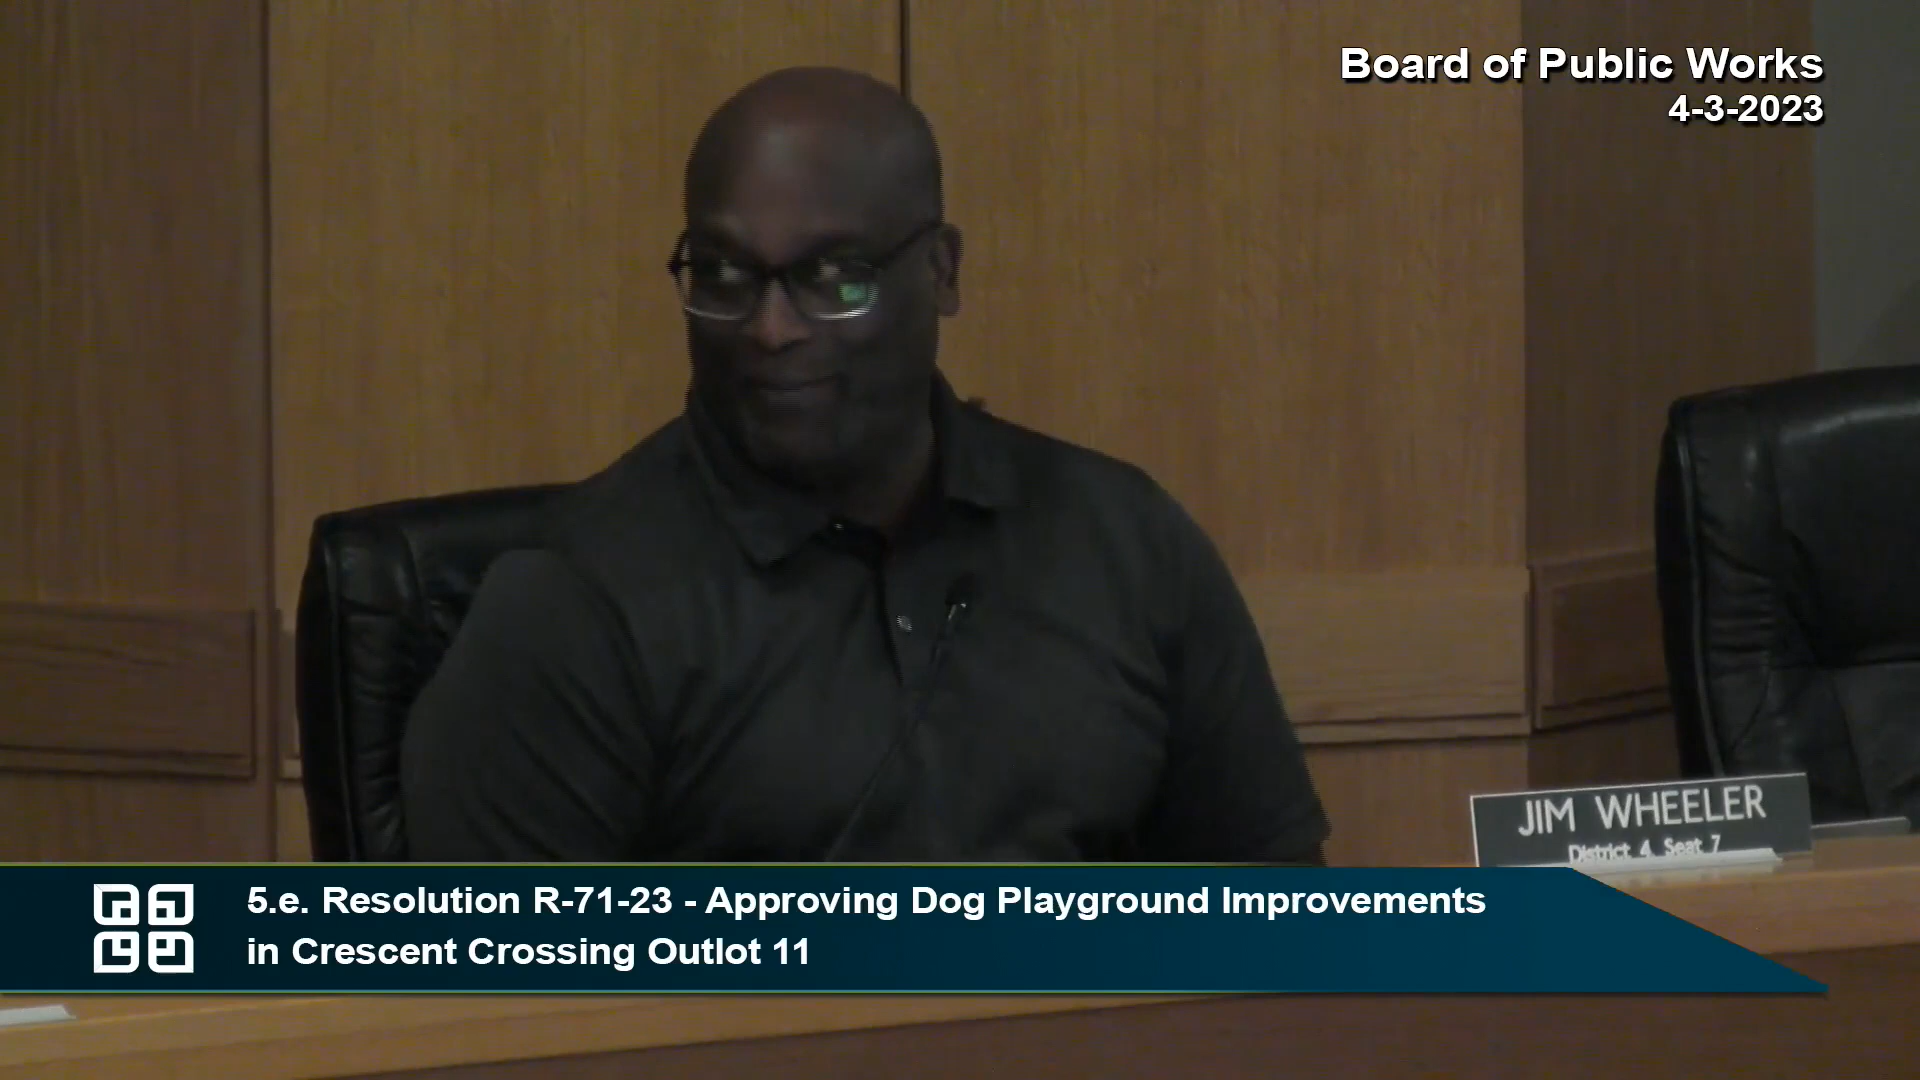 Board of Public Works
4-3-2023
JIM WHEELER
District 4 Seat 7
5.e. Resolution R-71-23 - Approving Dog Playground Improvements
in Crescent Crossing Outlot 11